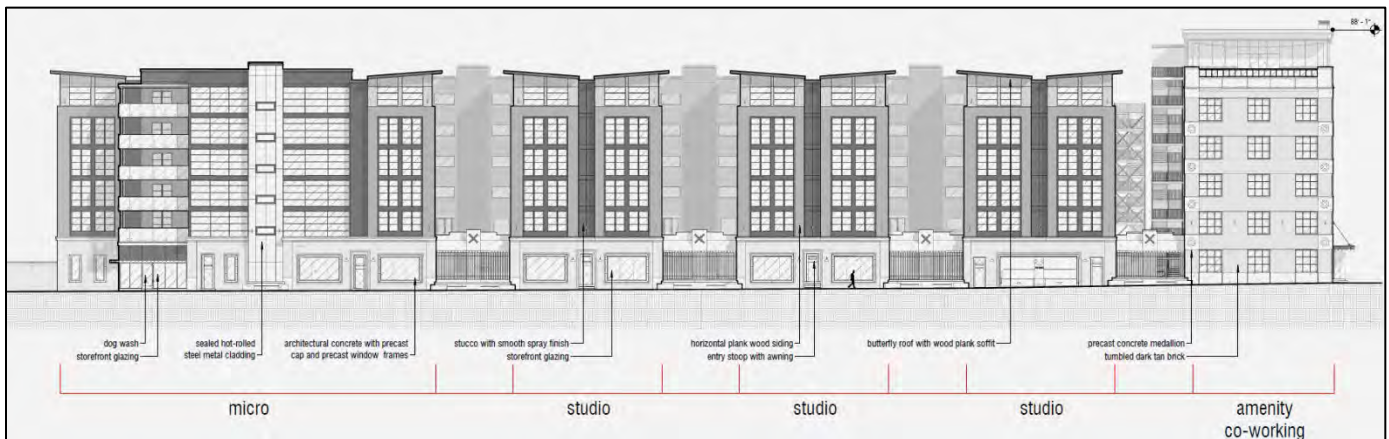 88' - 1"
dog wash
storefront glazing
sealed hot-rolled
steel metal cladding
architectural concrete with precast
cap and precast window frames
stucco with smooth spray finish
storefront glazing
horizontal plank wood siding
entry stoop with awning
butterfly roof with wood plank soffit
precast concrete medallion
tumbled dark tan brick
micro
studio
studio
studio
amenity
co-working